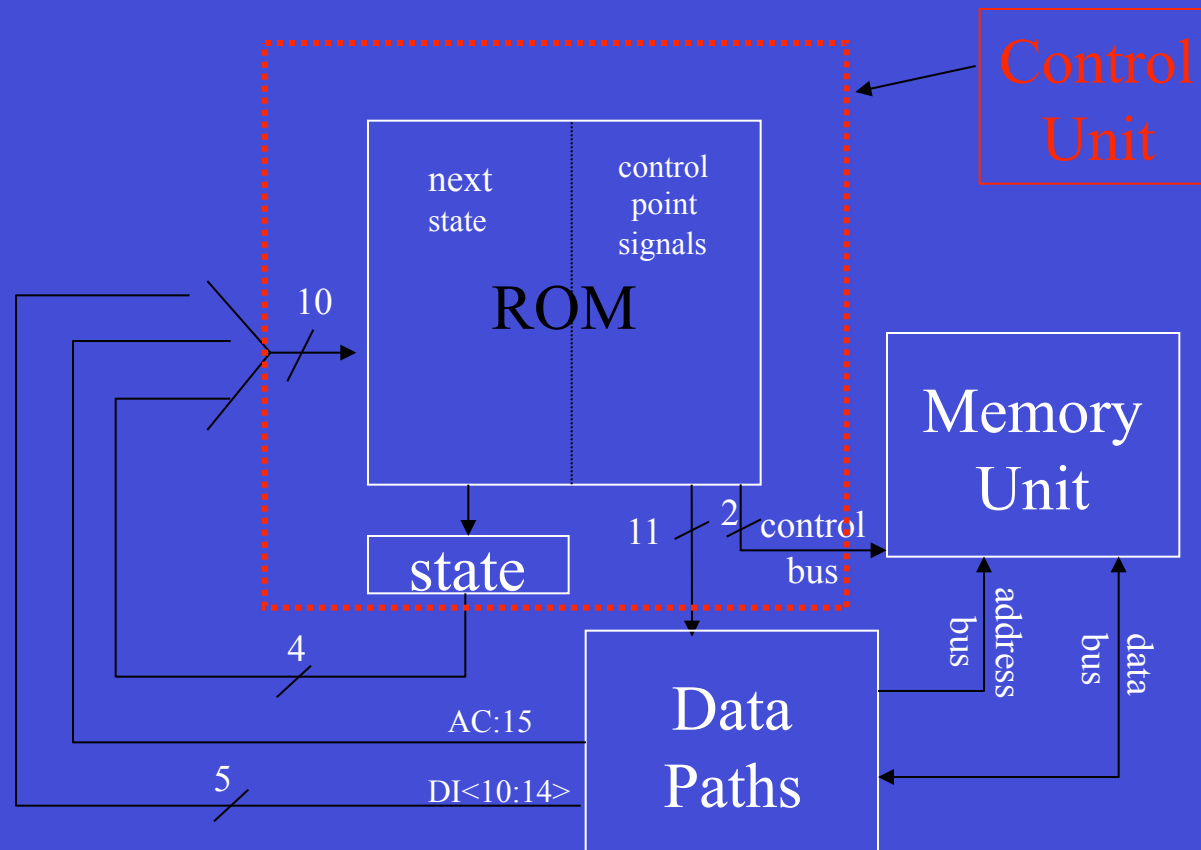 Control
Unit
next
state
control
point
signals
ROM
10
Memory
Unit
11
2
control
bus
state
address
bus
data
bus
4
Data
Paths
AC:15
5
DI<10:14>